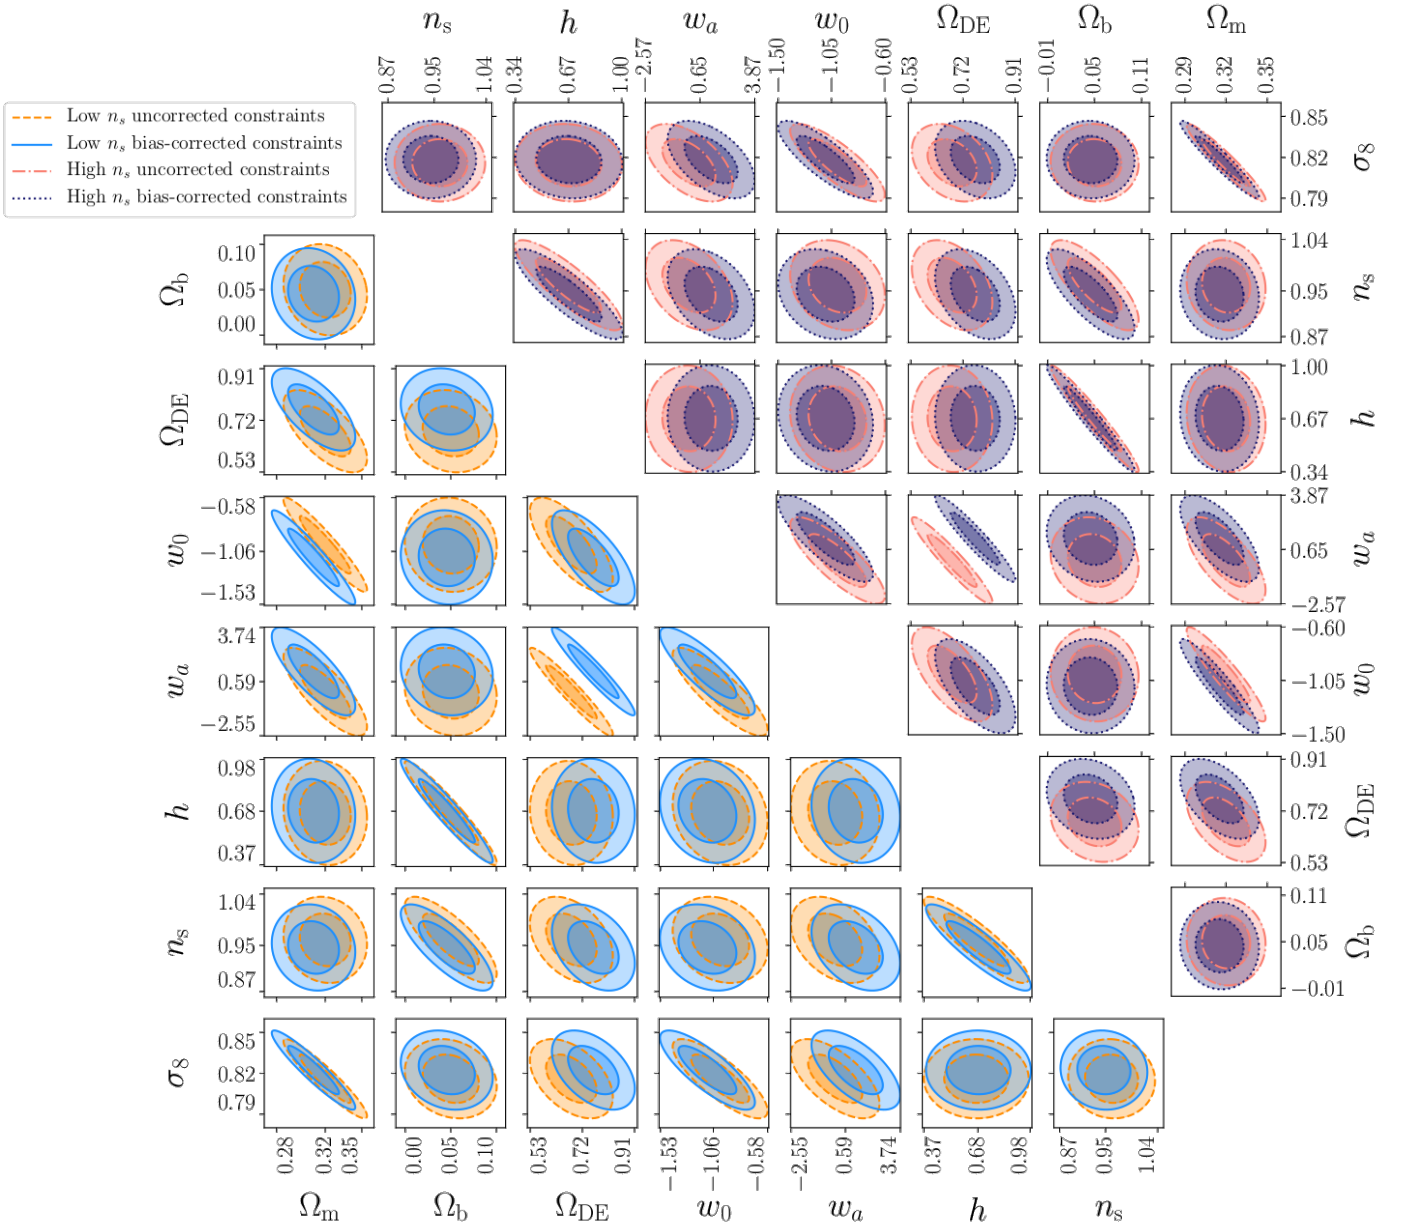 n_s h w_a w_0 Ω_DE Ω_b Ω_m
0.87 0.95 1.04 0.34 0.67 1.00 −2.57 0.65 3.87 −1.50 −1.05 −0.60 0.53 0.72 0.91 −0.01 0.05 0.11 0.29 0.32 0.35
Low n_s uncorrected constraints
Low n_s bias-corrected constraints
High n_s uncorrected constraints
High n_s bias-corrected constraints
0.85
0.82 σ_8
0.79
Ω_b 0.10 0.05 0.00
1.04 0.95 0.87 n_s
Ω_DE 0.91 0.72 0.53
1.00 0.67 0.34 h
w_0 −0.58 −1.06 −1.53
3.87 0.65 −2.57 w_a
w_a 3.74 0.59 −2.55
−0.60 −1.05 −1.50 w_0
h 0.98 0.68 0.37
0.91 0.72 0.53 Ω_DE
n_s 1.04 0.95 0.87
0.11 0.05 −0.01 Ω_b
σ_8 0.85 0.82 0.79
0.28 0.32 0.35 0.00 0.05 0.10 0.53 0.72 0.91 −1.53 −1.06 −0.58 −2.55 0.59 3.74 0.37 0.68 0.98 0.87 0.95 1.04
Ω_m Ω_b Ω_DE w_0 w_a h n_s